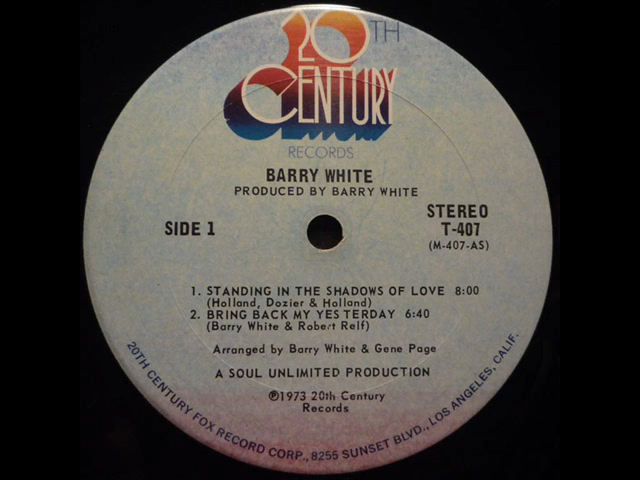 20TH
CENTURY
RECORDS
BARRY WHITE
PRODUCED BY BARRY WHITE
SIDE 1
STEREO
T-407
(M-407-AS)
1. STANDING IN THE SHADOWS OF LOVE 8:00
(Holland, Dozier & Holland)
2. BRING BACK MY YESTERDAY 6:40
(Barry White & Robert Relf)
Arranged by Barry White & Gene Page
A SOUL UNLIMITED PRODUCTION
℗1973 20th Century
Records
20TH CENTURY FOX RECORD CORP., 8255 SUNSET BLVD., LOS ANGELES, CALIF.